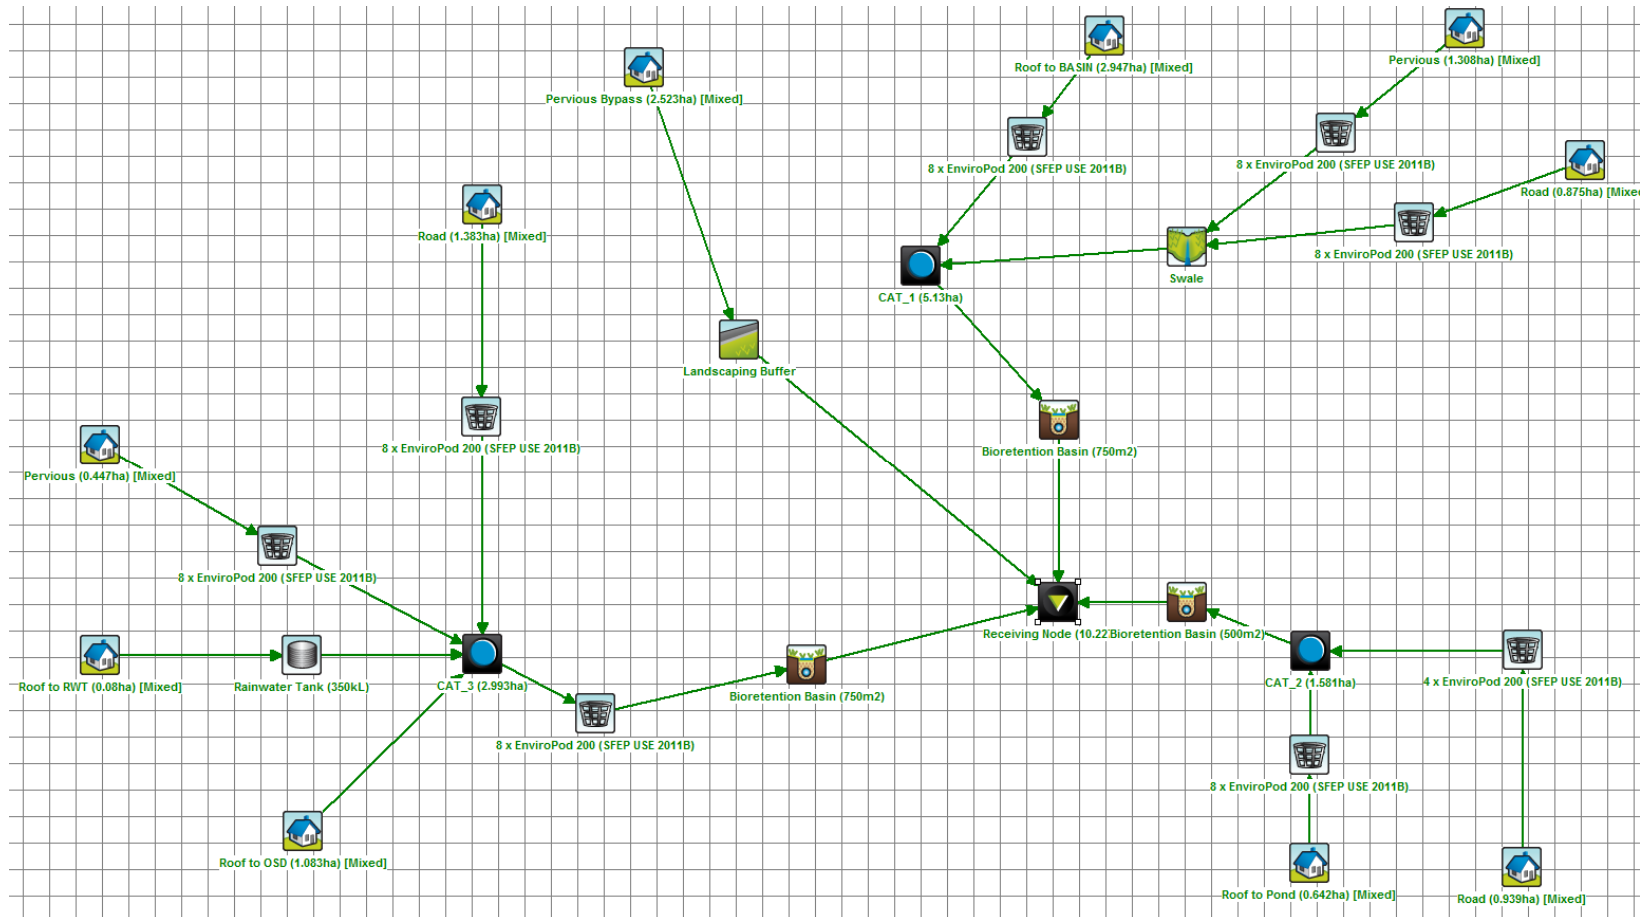 Roof to BASIN (2.947ha) [Mixed]
Pervious (1.308ha) [Mixed]
Pervious Bypass (2.523ha) [Mixed]
8 x EnviroPod 200 (SFEP USE 2011B)
8 x EnviroPod 200 (SFEP USE 2011B)
Road (0.875ha) [Mixe
Road (1.383ha) [Mixed]
8 x EnviroPod 200 (SFEP USE 2011B)
Swale
CAT_1 (5.13ha)
Landscaping Buffer
8 x EnviroPod 200 (SFEP USE 2011B)
Bioretention Basin (750m2)
Pervious (0.447ha) [Mixed]
8 x EnviroPod 200 (SFEP USE 2011B)
Receiving Node (10.22
Bioretention Basin (500m2)
Roof to RWT (0.08ha) [Mixed]
Rainwater Tank (350kL)
CAT_3 (2.993ha)
Bioretention Basin (750m2)
CAT_2 (1.581ha)
4 x EnviroPod 200 (SFEP USE 2011B)
8 x EnviroPod 200 (SFEP USE 2011B)
8 x EnviroPod 200 (SFEP USE 2011B)
Roof to OSD (1.083ha) [Mixed]
Roof to Pond (0.642ha) [Mixed]
Road (0.939ha) [Mixed]